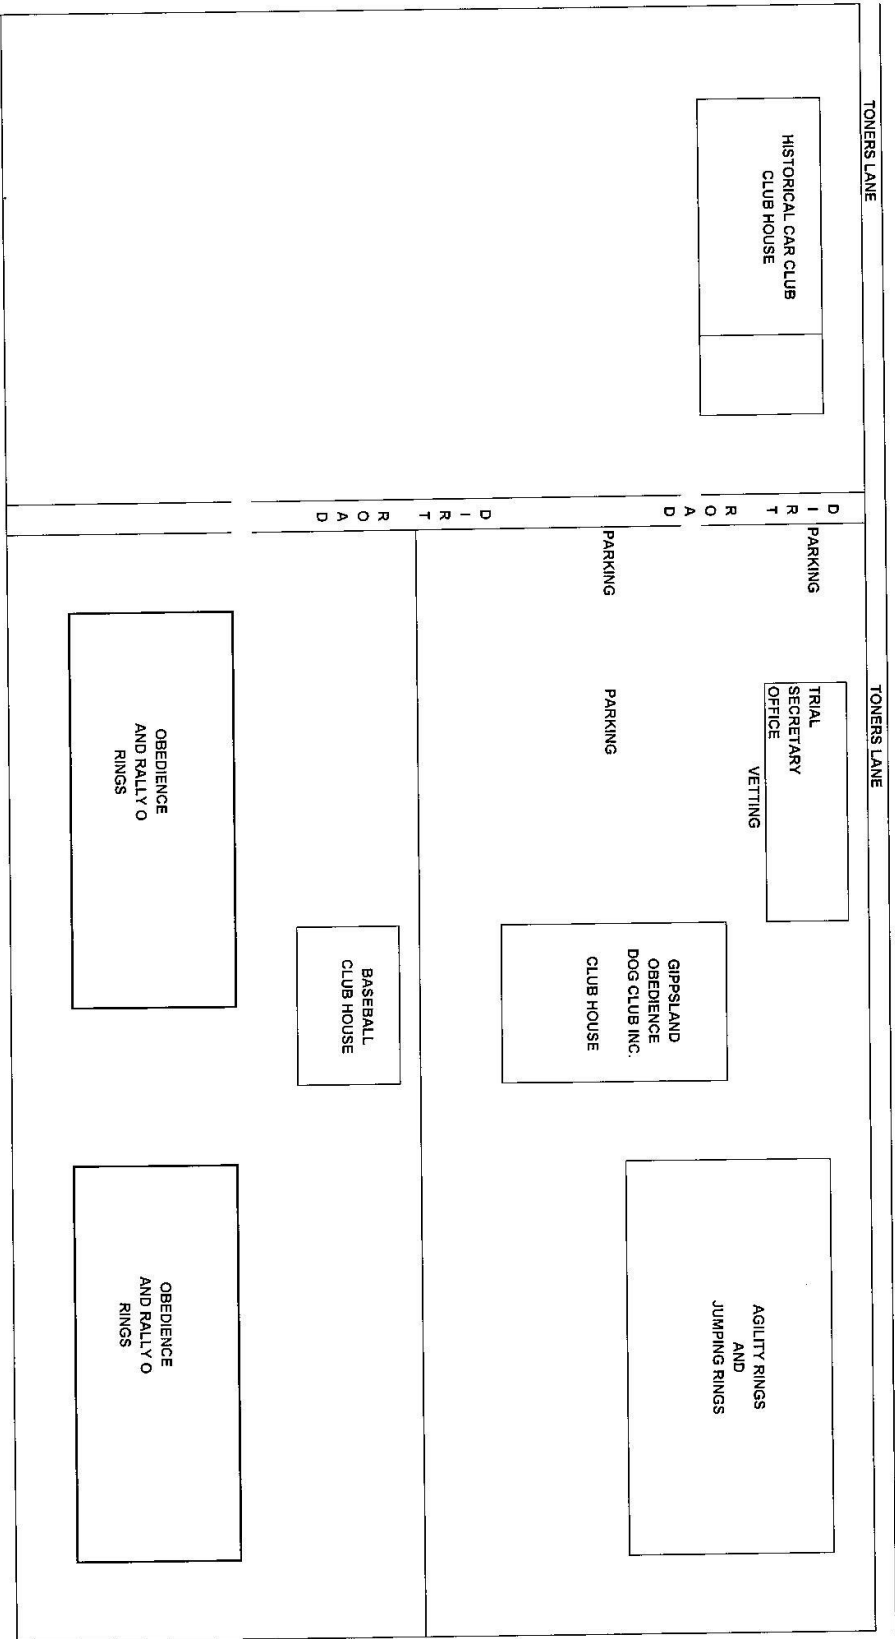 TONERS LANE
TONERS LANE
HISTORICAL CAR CLUB
CLUB HOUSE
DIRT ROAD
PARKING
TRIAL
SECRETARY
OFFICE
VETTING
PARKING
PARKING
GIPPSLAND
OBEDIENCE
DOG CLUB INC.
CLUB HOUSE
AGILITY RINGS
AND
JUMPING RINGS
DIRT ROAD
BASEBALL
CLUB HOUSE
OBEDIENCE
AND RALLY O
RINGS
OBEDIENCE
AND RALLY O
RINGS